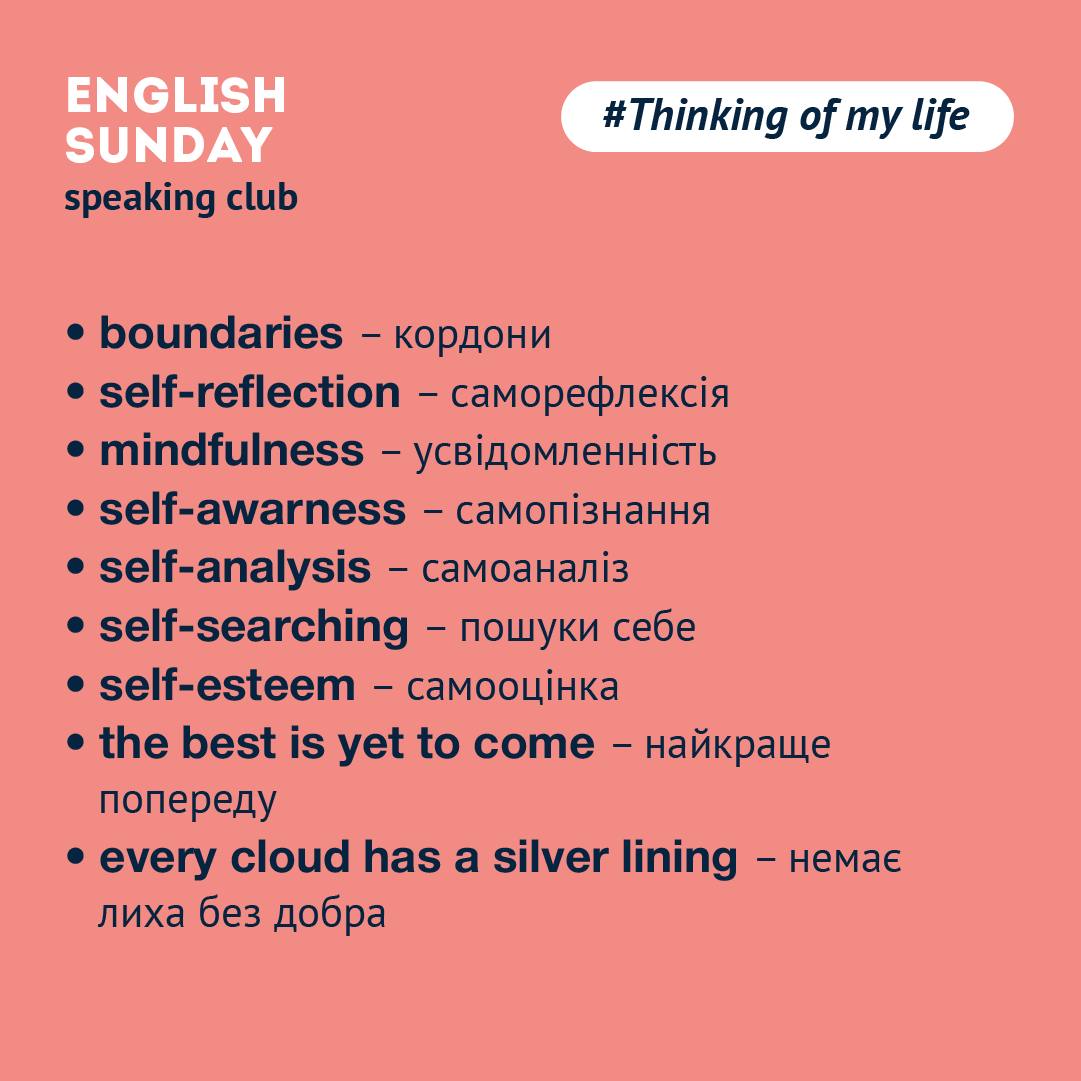 ENGLISH
SUNDAY
speaking club
#Thinking of my life
• boundaries – кордони
• self-reflection – саморефлексія
• mindfulness – усвідомленність
• self-awarness – самопізнання
• self-analysis – самоаналіз
• self-searching – пошуки себе
• self-esteem – самооцінка
• the best is yet to come – найкраще
попереду
• every cloud has a silver lining – немає
лиха без добра